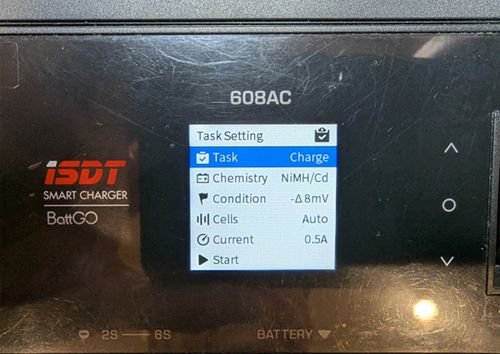 608AC
Task Setting
Task Charge
Chemistry NiMH/Cd
Condition -Δ8mV
Cells Auto
Current 0.5A
Start
iSDT
SMART CHARGER
BattGO
2S 6S
BATTERY